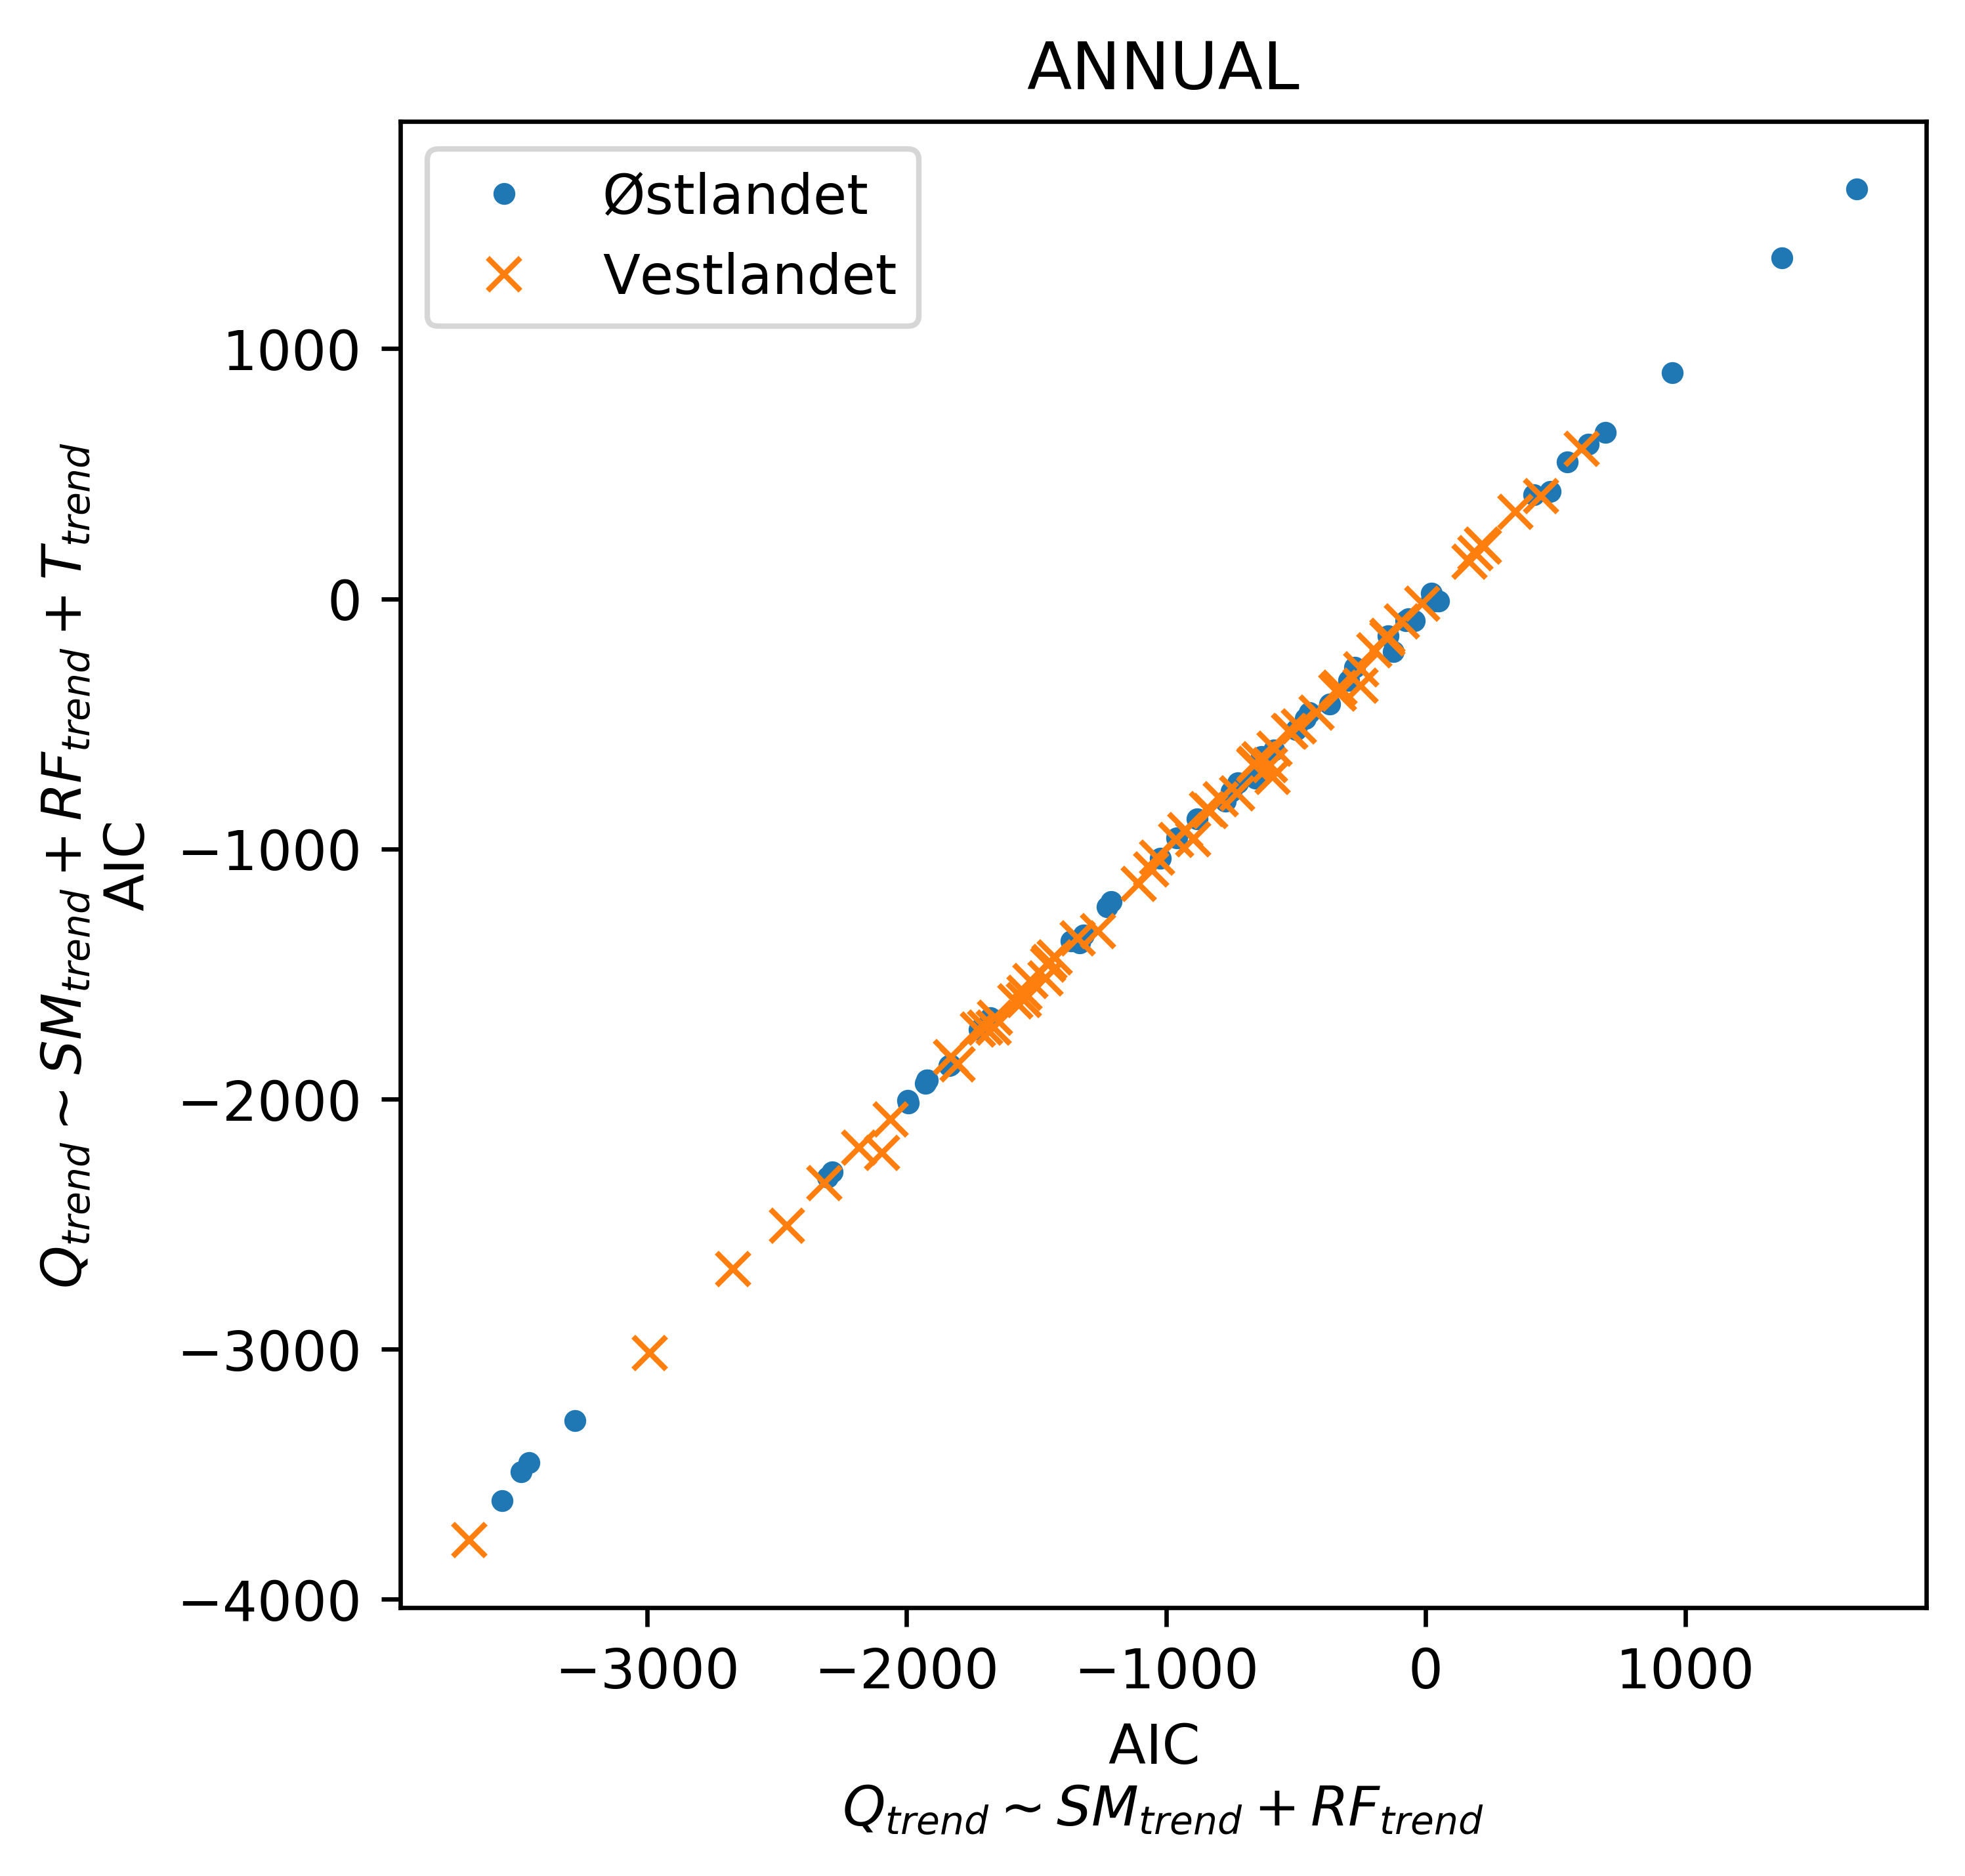 ANNUAL
Østlandet
Vestlandet
1000
0
−1000
−2000
−3000
−4000
Q_trend ~ SM_trend + RF_trend + T_trend
AIC
−3000 −2000 −1000 0 1000
AIC
Q_trend ~ SM_trend + RF_trend